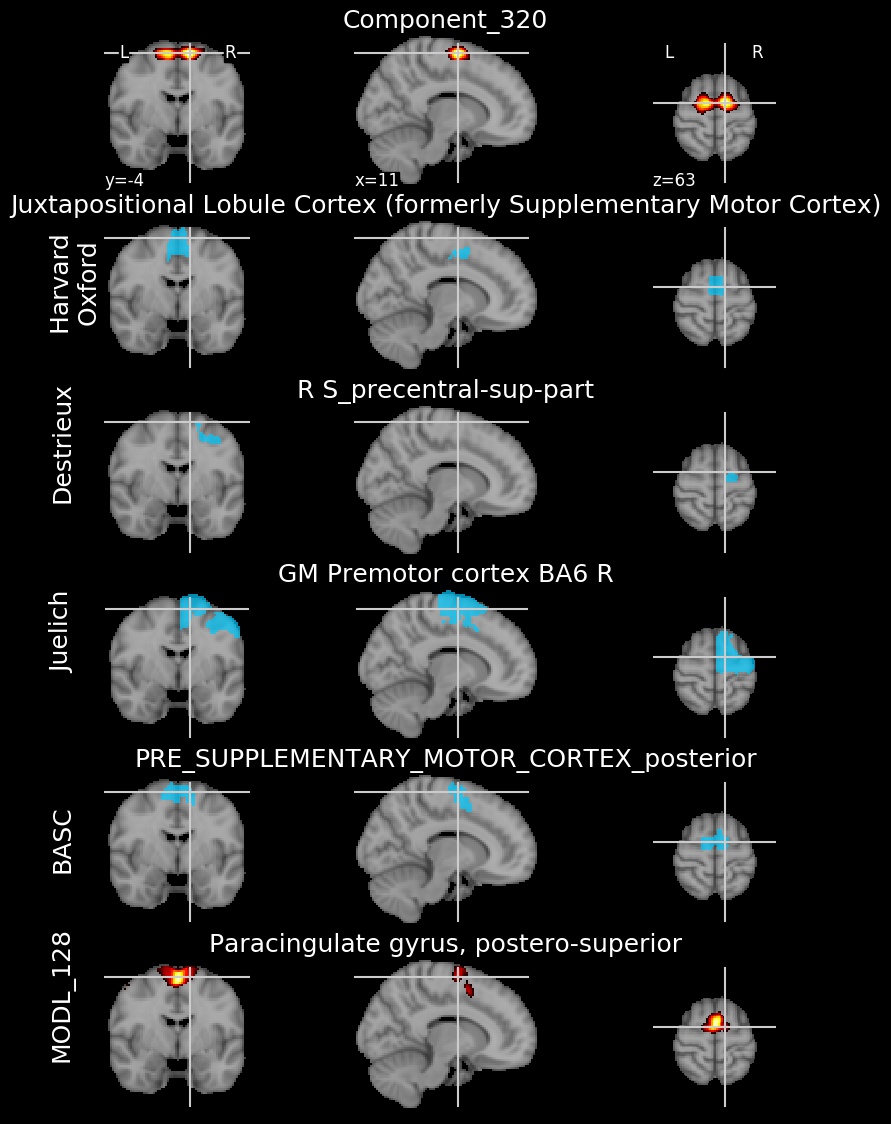 Component_320
L R
L R
y=-4
x=11
z=63
Juxtapositional Lobule Cortex (formerly Supplementary Motor Cortex)
Harvard
Oxford
R S_precentral-sup-part
Destrieux
GM Premotor cortex BA6 R
Juelich
PRE_SUPPLEMENTARY_MOTOR_CORTEX_posterior
BASC
Paracingulate gyrus, postero-superior
MODL_128